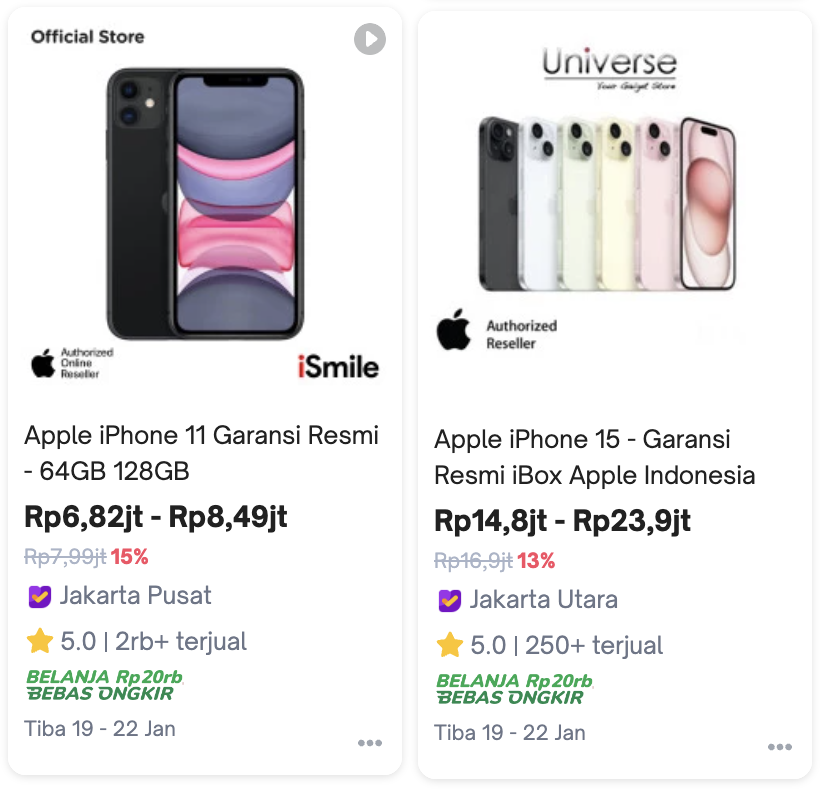 Official Store
Authorized
Online
Reseller
iSmile
Apple iPhone 11 Garansi Resmi
- 64GB 128GB
Rp6,82jt - Rp8,49jt
Rp7,99jt 15%
Jakarta Pusat
5.0 | 2rb+ terjual
BELANJA Rp20rb
BEBAS ONGKIR
Tiba 19 - 22 Jan
Universe
Your Gadget Store
Authorized
Reseller
Apple iPhone 15 - Garansi
Resmi iBox Apple Indonesia
Rp14,8jt - Rp23,9jt
Rp16,9jt 13%
Jakarta Utara
5.0 | 250+ terjual
BELANJA Rp20rb
BEBAS ONGKIR
Tiba 19 - 22 Jan